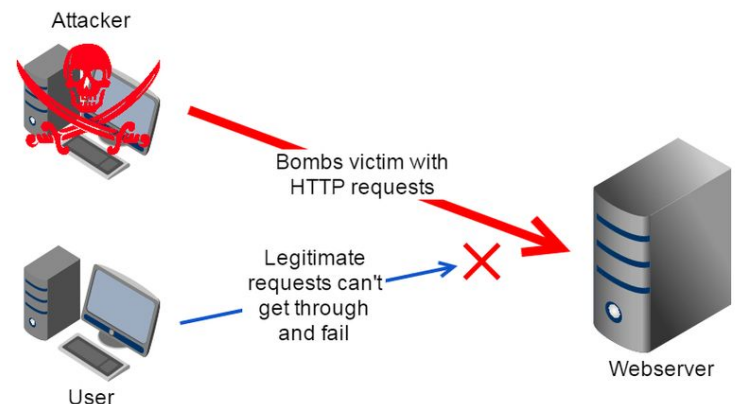 Attacker
Bombs victim with
HTTP requests
Legitimate
requests can't
get through
and fail
Webserver
User